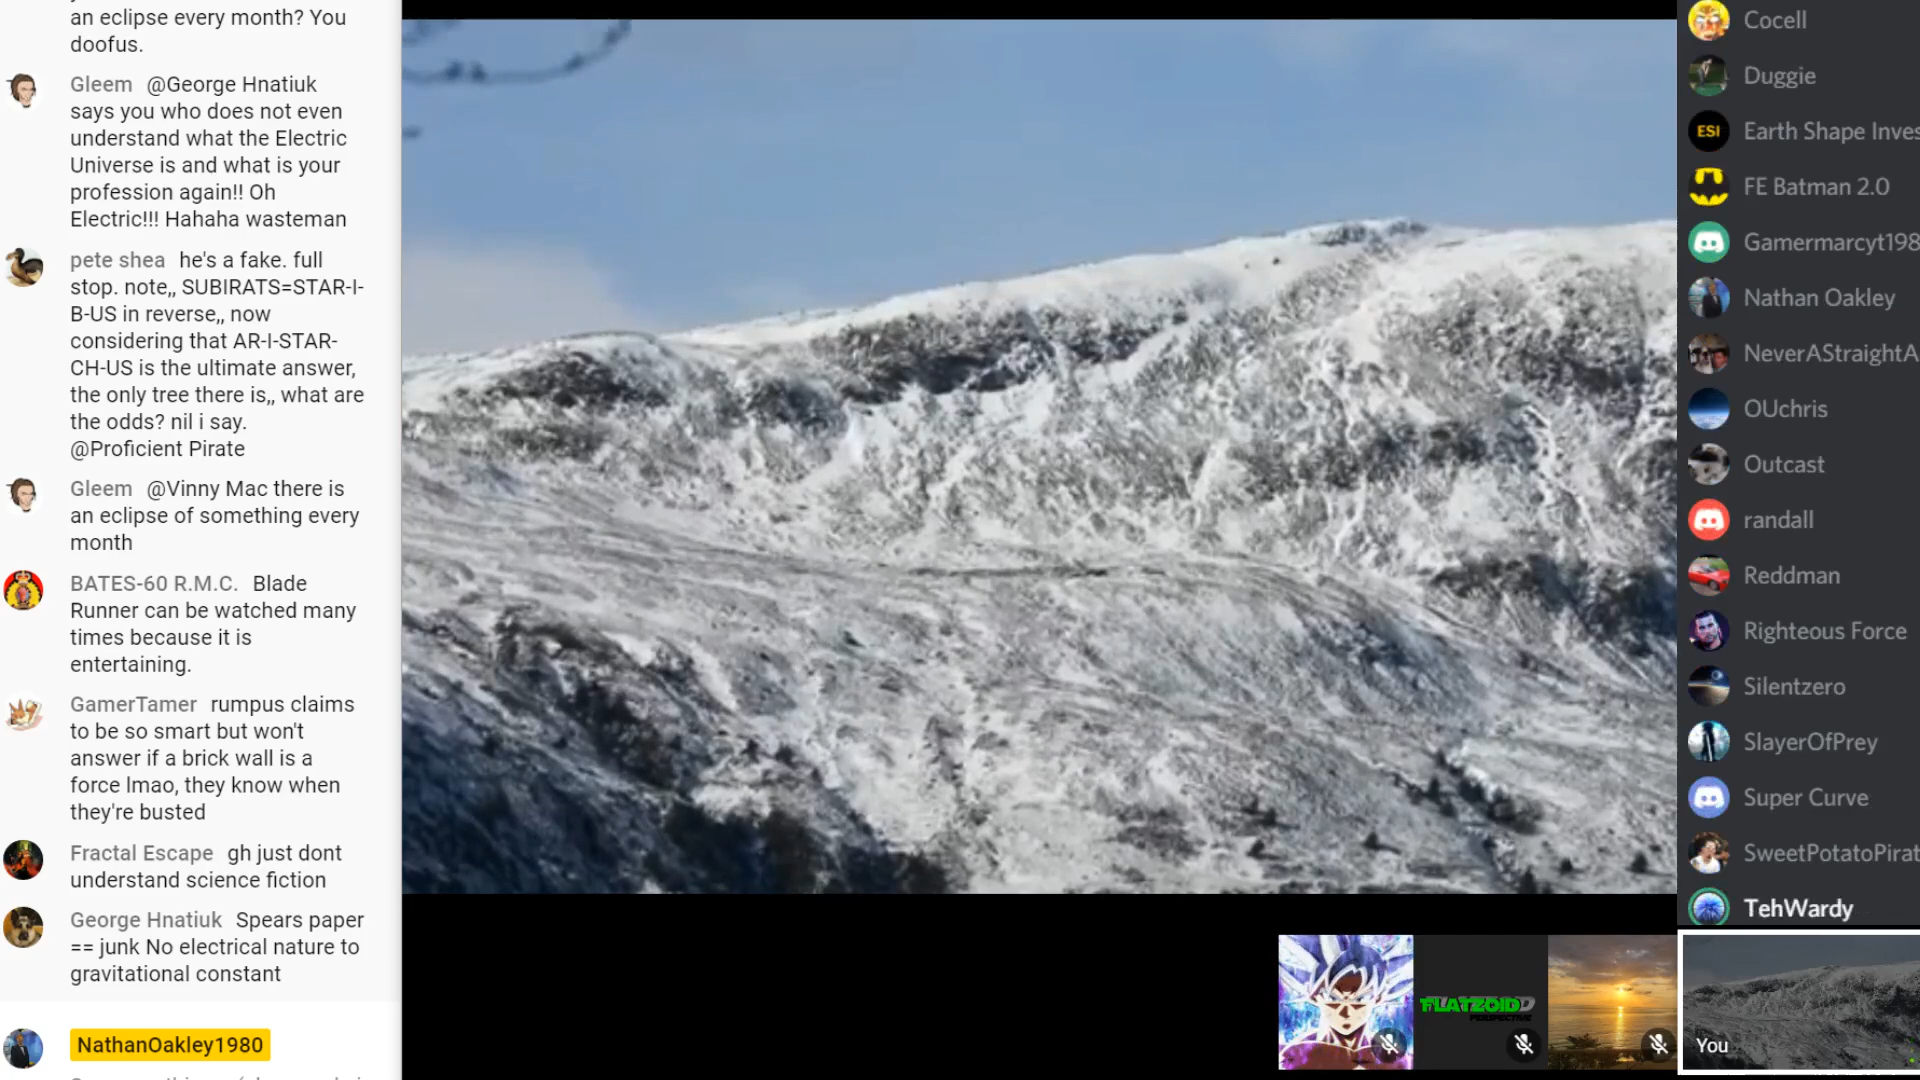 an eclipse every month? You
doofus.
Gleem @George Hnatiuk
says you who does not even
understand what the Electric
Universe is and what is your
profession again!! Oh
Electric!!! Hahaha wasteman
pete shea he's a fake. full
stop. note,, SUBIRATS=STAR-I-
B-US in reverse,, now
considering that AR-I-STAR-
CH-US is the ultimate answer,
the only tree there is,, what are
the odds? nil i say.
@Proficient Pirate
Gleem @Vinny Mac there is
an eclipse of something every
month
BATES-60 R.M.C. Blade
Runner can be watched many
times because it is
entertaining.
GamerTamer rumpus claims
to be so smart but won't
answer if a brick wall is a
force lmao, they know when
they're busted
Fractal Escape gh just dont
understand science fiction
George Hnatiuk Spears paper
== junk No electrical nature to
gravitational constant
NathanOakley1980
Cocell
Duggie
ESI
Earth Shape Inves
FE Batman 2.0
Gamermarcyt198
Nathan Oakley
NeverAStraightA
OUchris
Outcast
randall
Reddman
Righteous Force
Silentzero
SlayerOfPrey
Super Curve
SweetPotatoPirat
TehWardy
FLATZOID
PERSPECTIVE
You